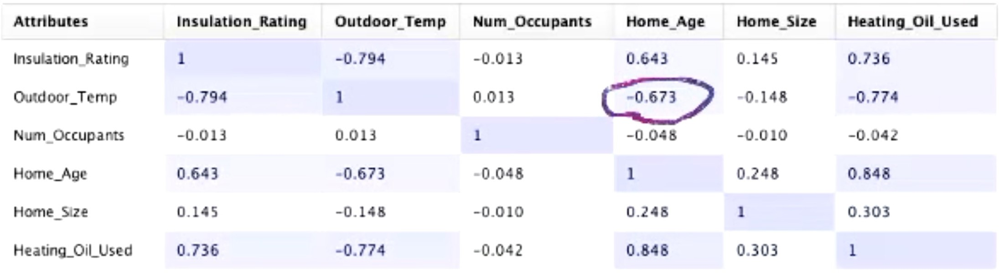 Attributes Insulation_Rating Outdoor_Temp Num_Occupants Home_Age Home_Size Heating_Oil_Used
Insulation_Rating 1 -0.794 -0.013 0.643 0.145 0.736
Outdoor_Temp -0.794 1 0.013 -0.673 -0.148 -0.774
Num_Occupants -0.013 0.013 1 -0.048 -0.010 -0.042
Home_Age 0.643 -0.673 -0.048 1 0.248 0.848
Home_Size 0.145 -0.148 -0.010 0.248 1 0.303
Heating_Oil_Used 0.736 -0.774 -0.042 0.848 0.303 1